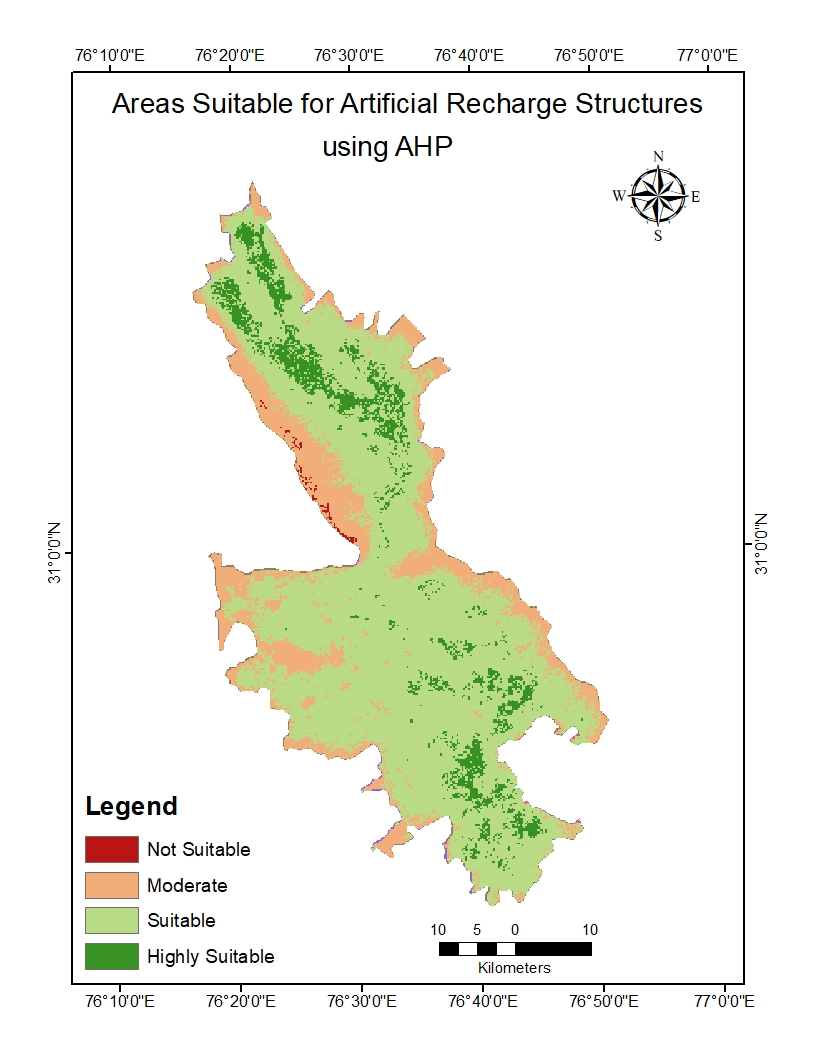 76°10'0"E 76°20'0"E 76°30'0"E 76°40'0"E 76°50'0"E 77°0'0"E
Areas Suitable for Artificial Recharge Structures
using AHP
N
W E
S
31°0'0"N 31°0'0"N
Legend
Not Suitable
Moderate
Suitable
Highly Suitable
10 5 0 10
Kilometers
76°10'0"E 76°20'0"E 76°30'0"E 76°40'0"E 76°50'0"E 77°0'0"E